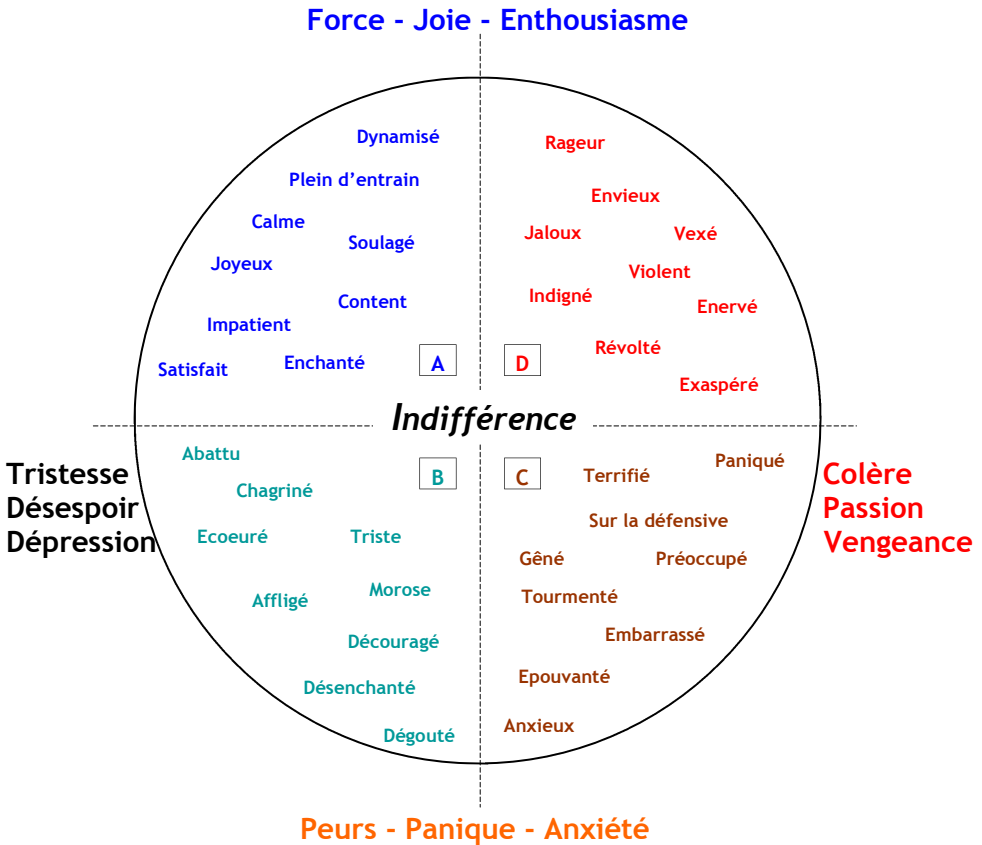 Force - Joie - Enthousiasme
Dynamisé
Plein d’entrain
Calme
Soulagé
Joyeux
Content
Impatient
Enchanté
Satisfait
A
Rageur
Envieux
Jaloux
Vexé
Violent
Indigné
Enervé
Révolté
D
Exaspéré
Indifférence
Tristesse
Désespoir
Dépression
Abattu
B
Chagriné
Ecoeuré
Triste
Morose
Affligé
Découragé
Désenchanté
Dégouté
C
Terrifié
Paniqué
Sur la défensive
Gêné
Préoccupé
Tourmenté
Embarrassé
Epouvanté
Anxieux
Colère
Passion
Vengeance
Peurs - Panique - Anxiété